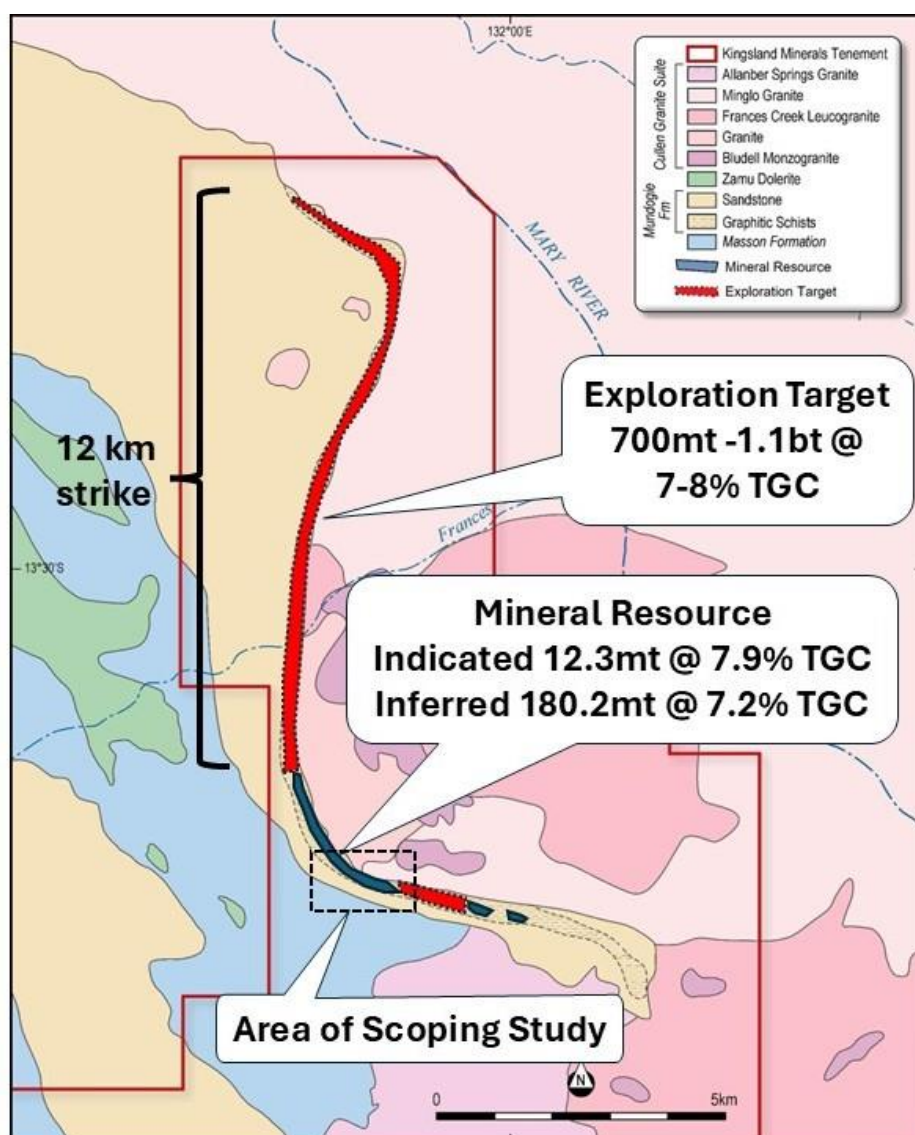 132°00'E
Kingsland Minerals Tenement
Cullen Granite Suite
Allanber Springs Granite
Minglo Granite
Frances Creek Leucogranite
Granite
Bludell Monzogranite
Zamu Dolerite
Mundogie
Fm
Sandstone
Graphitic Schists
Masson Formation
Mineral Resource
Exploration Target
MARY RIVER
12 km
strike
Exploration Target
700mt -1.1bt @
7-8% TGC
Frances
13°30'S
Mineral Resource
Indicated 12.3mt @ 7.9% TGC
Inferred 180.2mt @ 7.2% TGC
Area of Scoping Study
N
0
5km